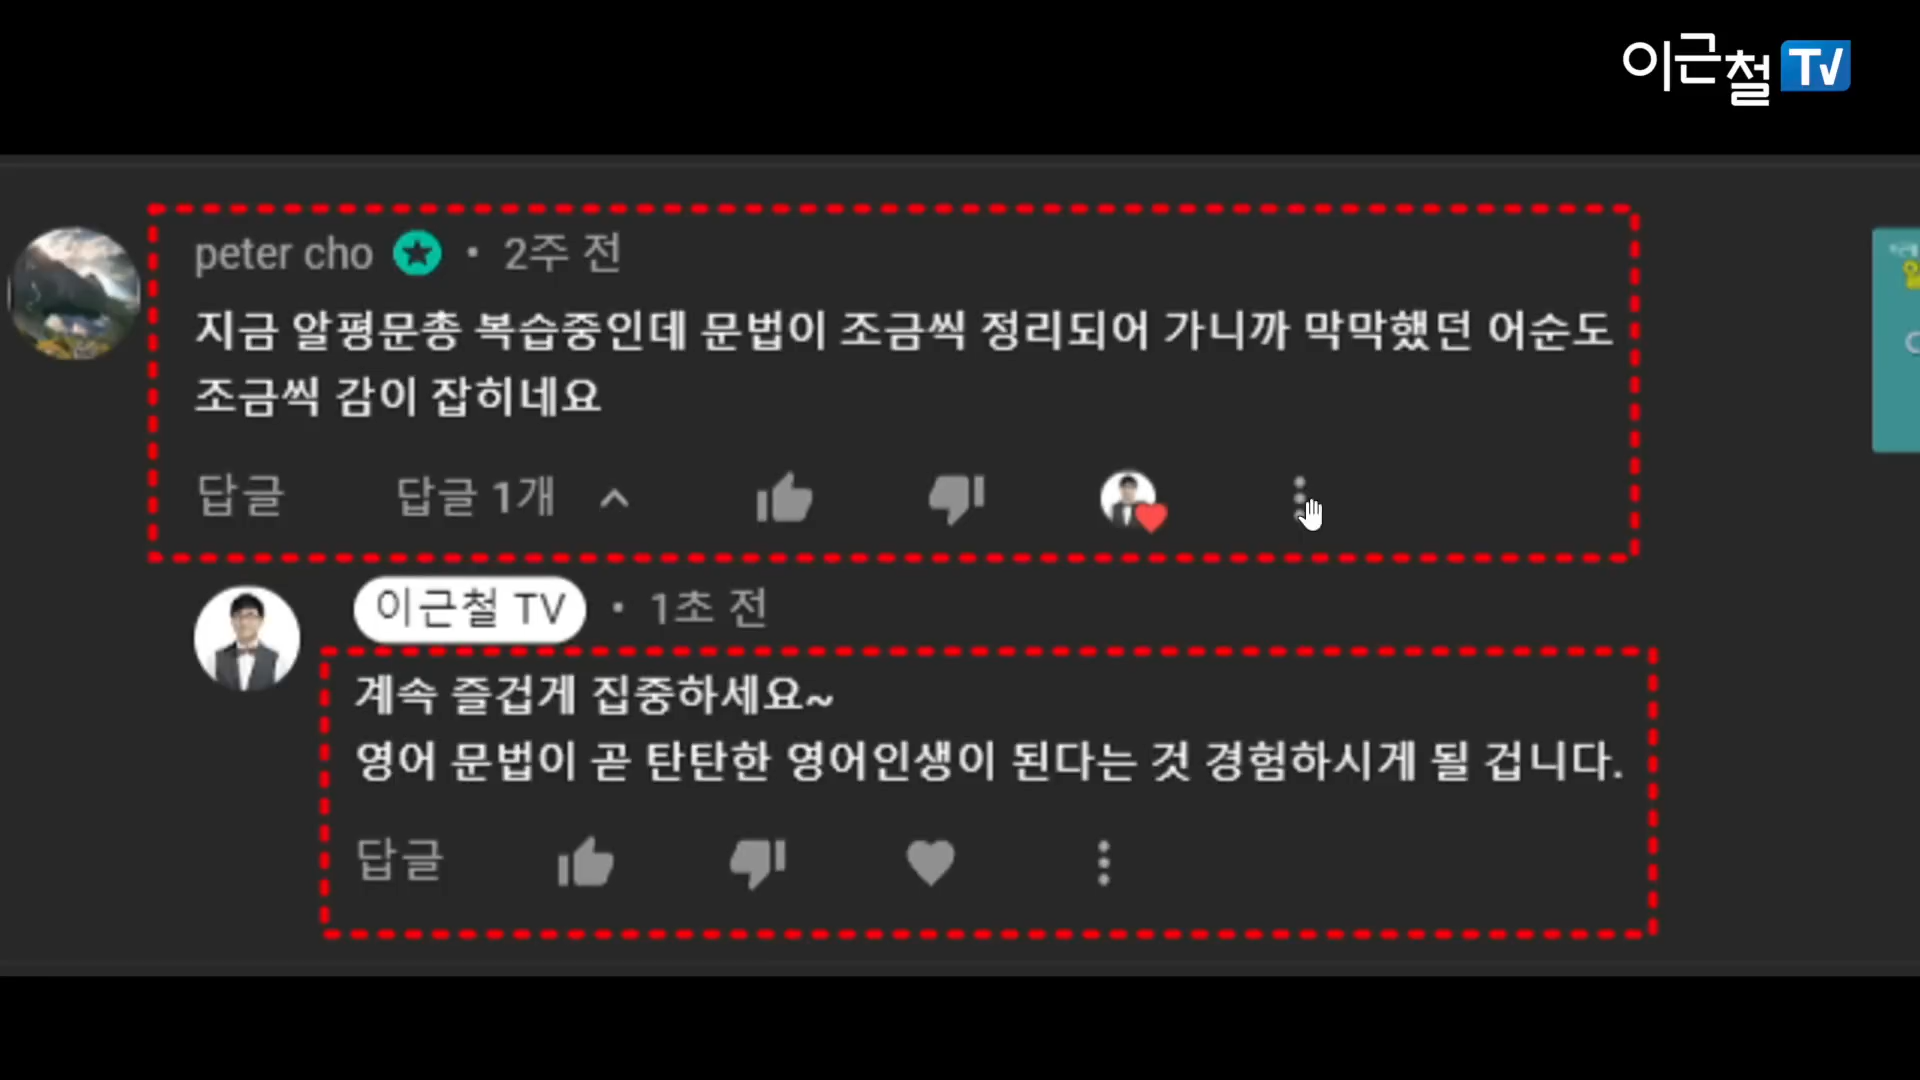 이근철 TV
peter cho • 2주 전
지금 알평문총 복습중인데 문법이 조금씩 정리되어 가니까 막막했던 어순도
조금씩 감이 잡히네요
답글 답글 1개
이근철 TV • 1초 전
계속 즐겁게 집중하세요~
영어 문법이 곧 탄탄한 영어인생이 된다는 것 경험하시게 될 겁니다.
답글